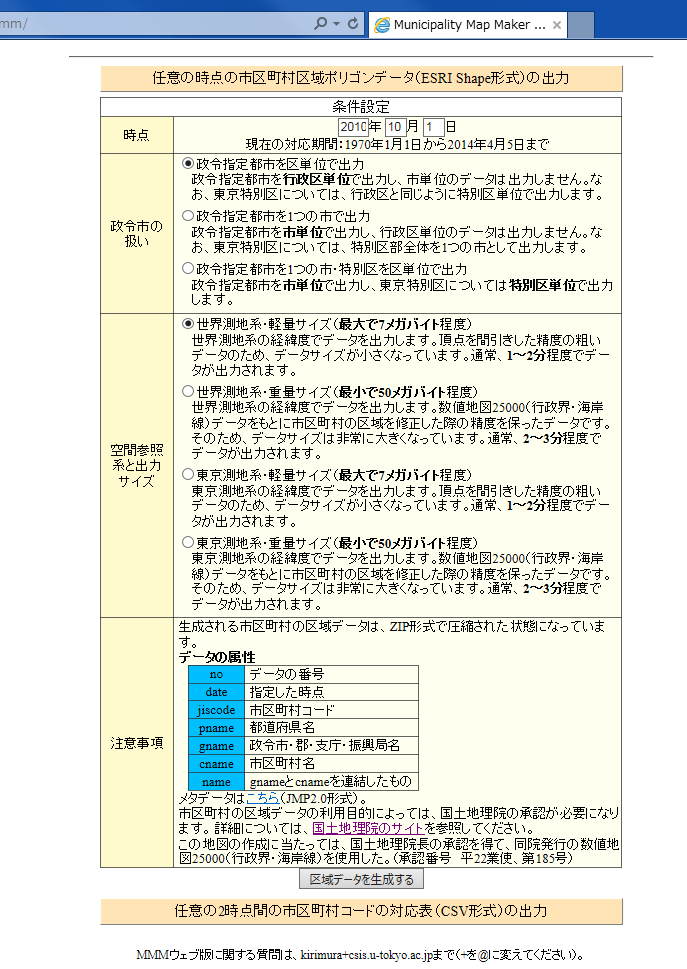 mm/
Municipality Map Maker ...
任意の時点の市区町村区域ポリゴンデータ(ESRI Shape形式)の出力
条件設定
時点
2010年 10月 1日
現在の対応期間：1970年1月1日から2014年4月5日まで
政令市の
扱い
政令指定都市を区単位で出力
政令指定都市を行政区単位で出力し、市単位のデータは出力しません。な
お、東京特別区については、行政区と同じように特別区単位で出力します。
政令指定都市を1つの市で出力
政令指定都市を市単位で出力し、行政区単位のデータは出力しません。な
お、東京特別区については、特別区部全体を1つの市として出力します。
政令指定都市を1つの市・特別区を区単位で出力
政令指定都市を市単位で出力し、東京特別区については特別区単位で出力
します。
空間参照
系と出力
サイズ
世界測地系・軽量サイズ(最大で7メガバイト程度)
世界測地系の経緯度でデータを出力します。頂点を間引きした精度の粗い
データのため、データサイズが小さくなっています。通常、1～2分程度でデー
タが出力されます。
世界測地系・重量サイズ(最小で50メガバイト程度)
世界測地系の経緯度でデータを出力します。数値地図25000(行政界・海岸
線)データをもとに市区町村の区域を修正した際の精度を保ったデータです。
そのため、データサイズは非常に大きくなっています。通常、2～3分程度で
データが出力されます。
東京測地系・軽量サイズ(最大で7メガバイト程度)
東京測地系の経緯度でデータを出力します。頂点を間引きした精度の粗い
データのため、データサイズが小さくなっています。通常、1～2分程度でデー
タが出力されます。
東京測地系・重量サイズ(最小で50メガバイト程度)
東京測地系の経緯度でデータを出力します。数値地図25000(行政界・海岸
線)データをもとに市区町村の区域を修正した際の精度を保ったデータです。
そのため、データサイズは非常に大きくなっています。通常、2～3分程度で
データが出力されます。
注意事項
生成される市区町村の区域データは、ZIP形式で圧縮された状態になっていま
す。
データの属性
no データの番号
date 指定した時点
jiscode 市区町村コード
pname 都道府県名
gname 政令市・郡・支庁・振興局名
cname 市区町村名
name gnameとcnameを連結したもの
メタデータはこちら(JMP2.0形式)。
市区町村の区域データの利用目的によっては、国土地理院の承認が必要になり
ます。詳細については、国土地理院のサイトを参照してください。
この地図の作成に当たっては、国土地理院長の承認を得て、同院発行の数値地
図25000(行政界・海岸線)を使用した。(承認番号 平22業使、第185号)
区域データを生成する
任意の2時点間の市区町村コードの対応表(CSV形式)の出力
MMMウェブ版に関する質問は、kirimura+csis.u-tokyo.ac.jpまで(+を@に変えてください)。